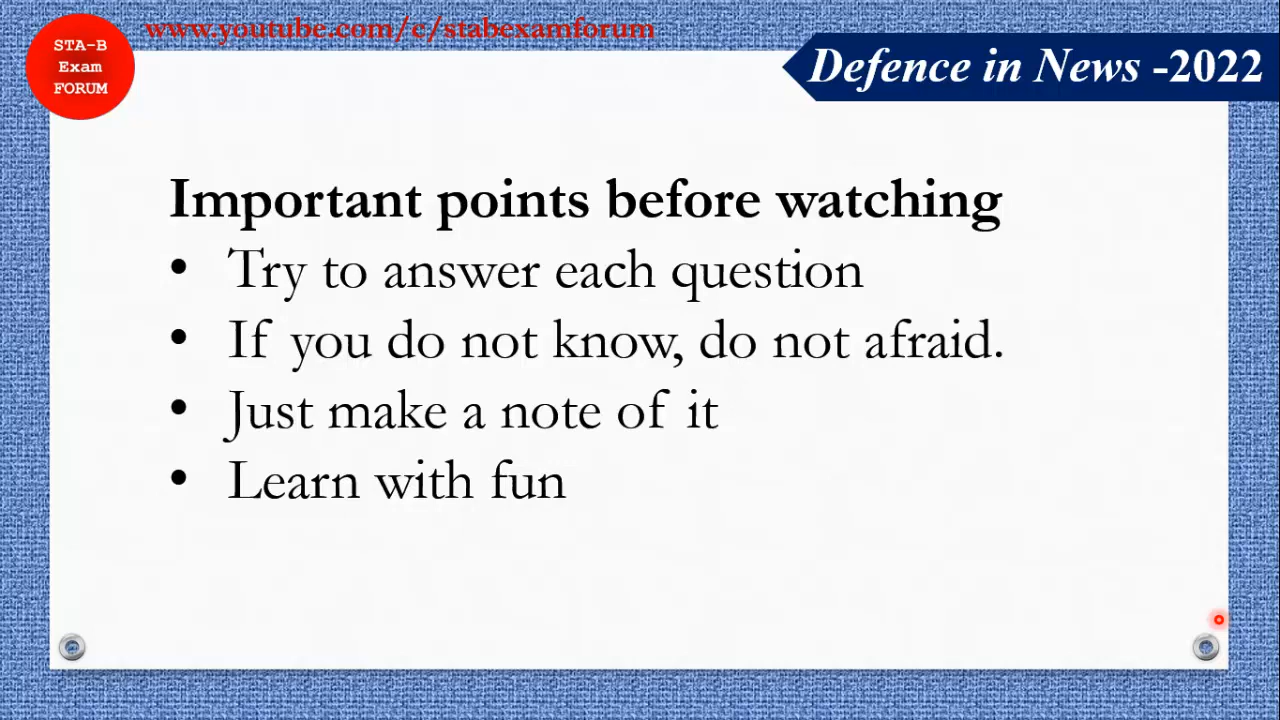 www.youtube.com/c/stabexamforum
STA-B
Exam
FORUM
Defence in News -2022
Important points before watching
• Try to answer each question
• If you do not know, do not afraid.
• Just make a note of it
• Learn with fun